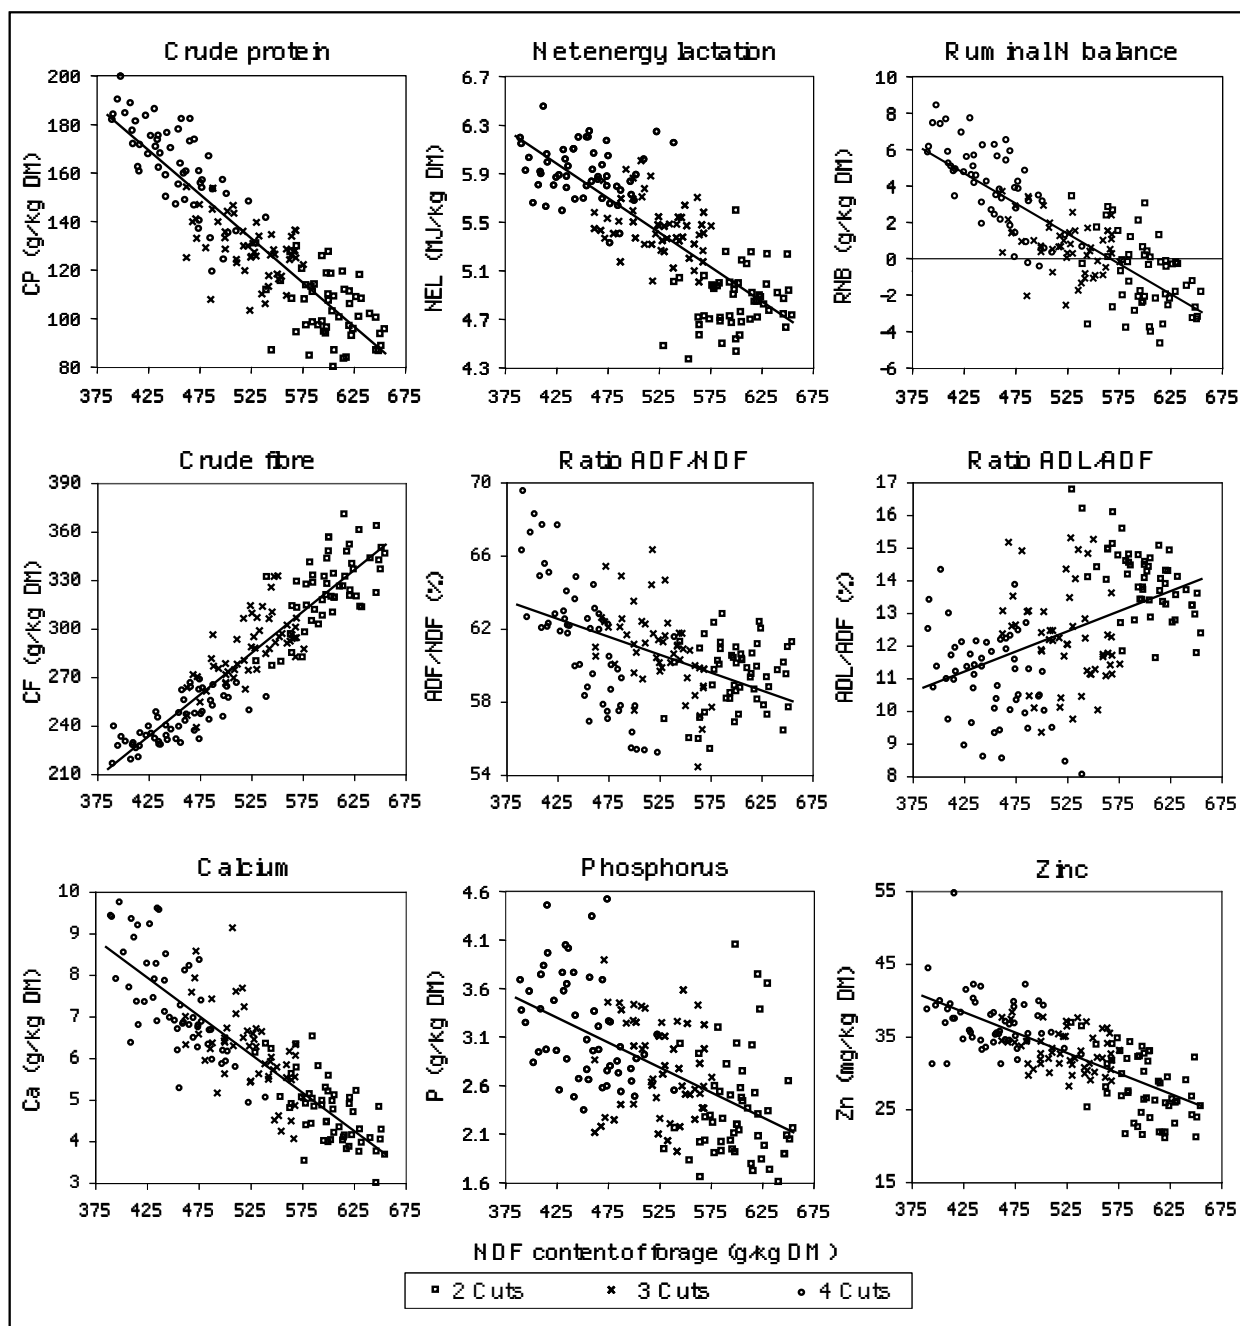 Crude protein
Net energy lactation
Ruminal N balance
CP (g/kg DM)
200
180
160
140
120
100
80
375 425 475 525 575 625 675
NEL (MJ/kg DM)
6.7
6.3
5.9
5.5
5.1
4.7
4.3
375 425 475 525 575 625 675
RNB (g/kg DM)
10
8
6
4
2
0
-2
-4
-6
375 425 475 525 575 625 675
Crude fibre
Ratio ADF/NDF
Ratio ADL/ADF
CF (g/kg DM)
390
360
330
300
270
240
210
375 425 475 525 575 625 675
ADF/NDF (%)
70
66
62
58
54
375 425 475 525 575 625 675
ADL/ADF (%)
17
16
15
14
13
12
11
10
9
8
375 425 475 525 575 625 675
Calcium
Phosphorus
Zinc
Ca (g/kg DM)
10
9
8
7
6
5
4
3
375 425 475 525 575 625 675
P (g/kg DM)
4.6
4.1
3.6
3.1
2.6
2.1
1.6
375 425 475 525 575 625 675
Zn (mg/kg DM)
55
45
35
25
15
375 425 475 525 575 625 675
NDF content of forage (g/kg DM)
2 Cuts 3 Cuts 4 Cuts